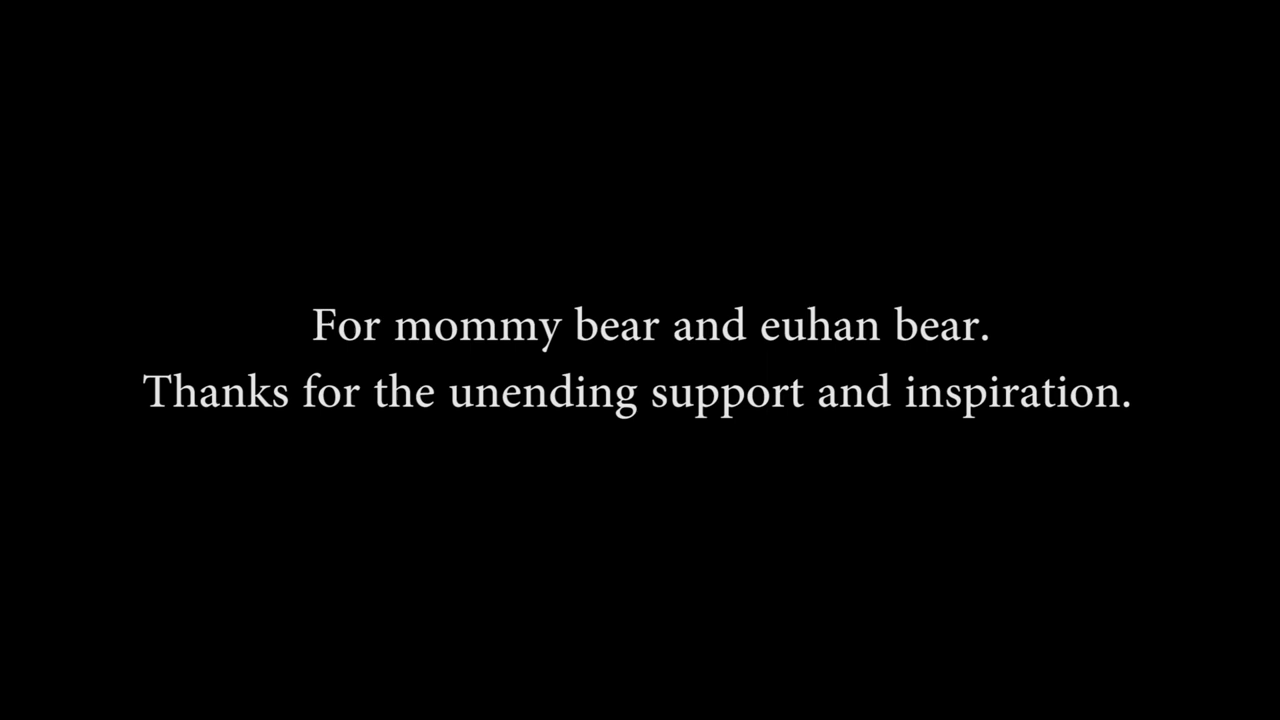 For mommy bear and euhan bear.
Thanks for the unending support and inspiration.